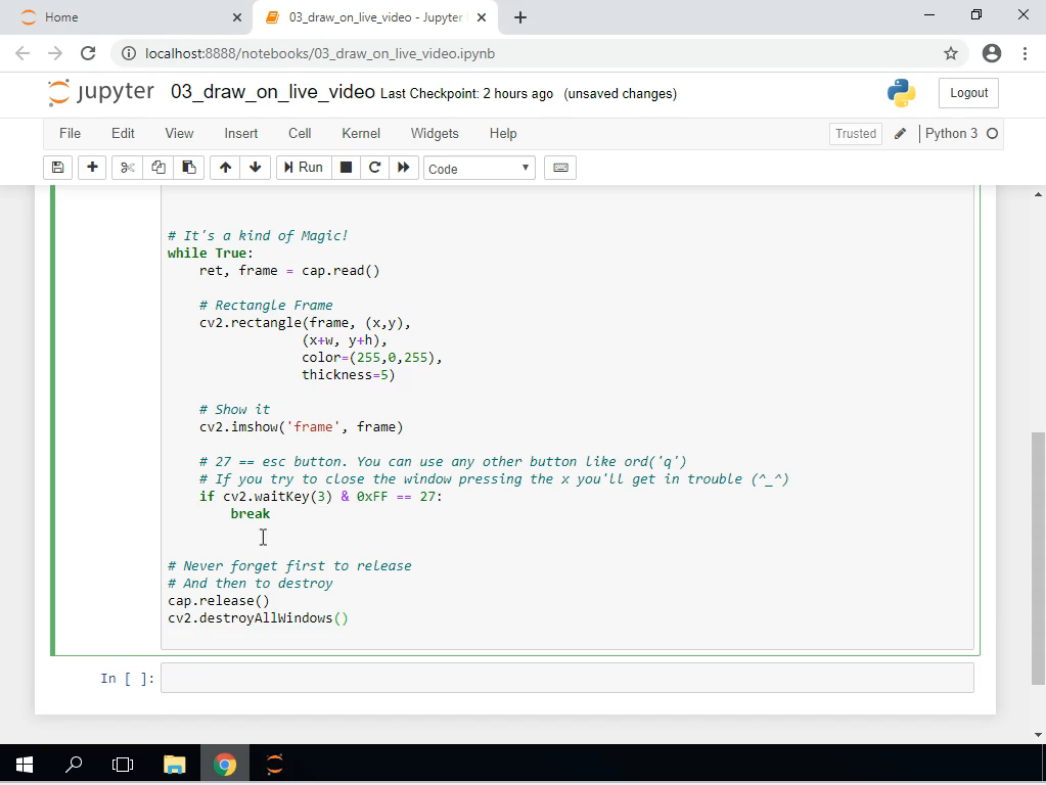 Home
03_draw_on_live_video - Jupyter
localhost:8888/notebooks/03_draw_on_live_video.ipynb
jupyter 03_draw_on_live_video Last Checkpoint: 2 hours ago (unsaved changes)
Logout
File Edit View Insert Cell Kernel Widgets Help
Trusted
Python 3
Run
Code
# It's a kind of Magic!
while True:
    ret, frame = cap.read()
    # Rectangle Frame
    cv2.rectangle(frame, (x,y),
                 (x+w, y+h),
                 color=(255,0,255),
                 thickness=5)
    # Show it
    cv2.imshow('frame', frame)
    # 27 == esc button. You can use any other button like ord('q')
    # If you try to close the window pressing the x you'll get in trouble (^_^)
    if cv2.waitKey(3) & 0xFF == 27:
        break
# Never forget first to release
# And then to destroy
cap.release()
cv2.destroyAllWindows()
In [ ]: